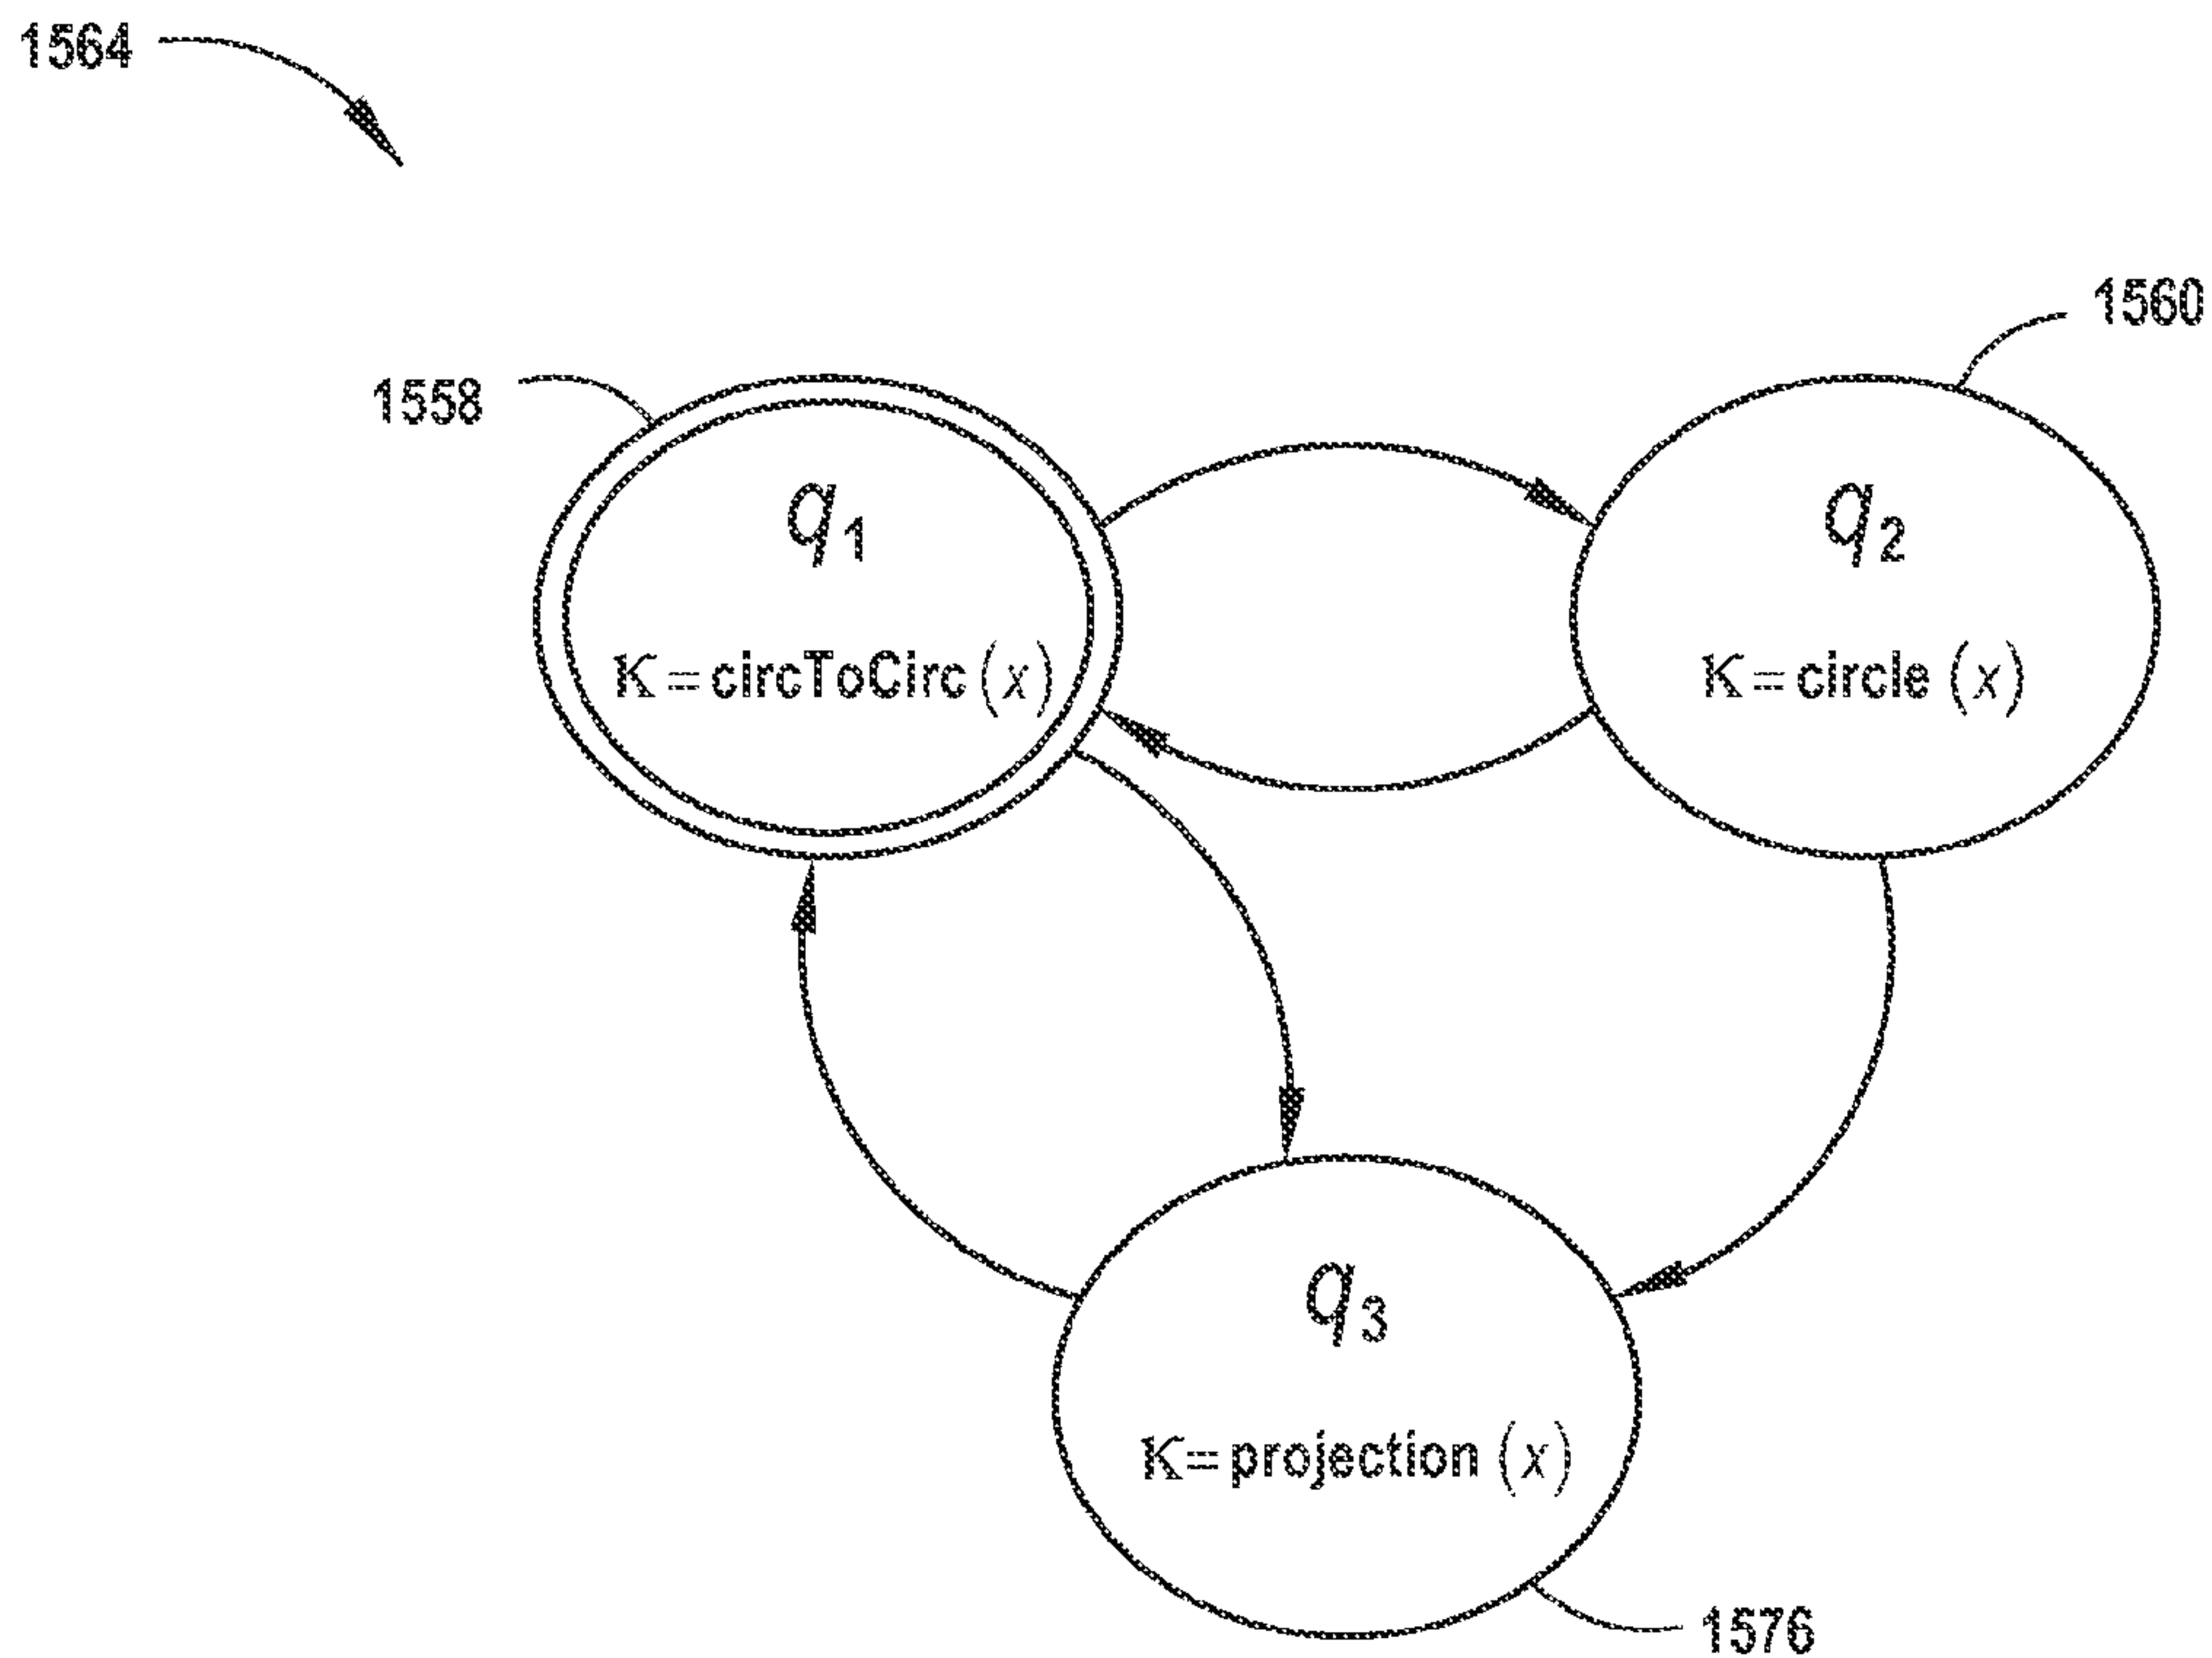 1564
1560
1558
q₁
K = circToCirc (x)
q₂
K = circle (x)
q₃
K = projection (x)
1576